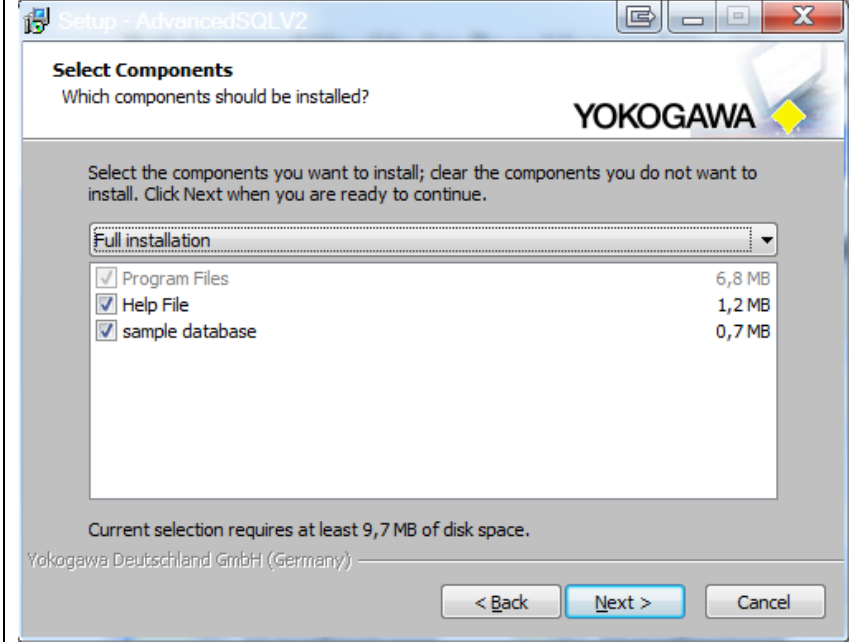 Setup - AdvancedSQLV2
Select Components
Which components should be installed?
YOKOGAWA
Select the components you want to install; clear the components you do not want to
install. Click Next when you are ready to continue.
Full installation
Program Files 6,8 MB
Help File 1,2 MB
sample database 0,7 MB
Current selection requires at least 9,7 MB of disk space.
Yokogawa Deutschland GmbH (Germany)
< Back Next > Cancel